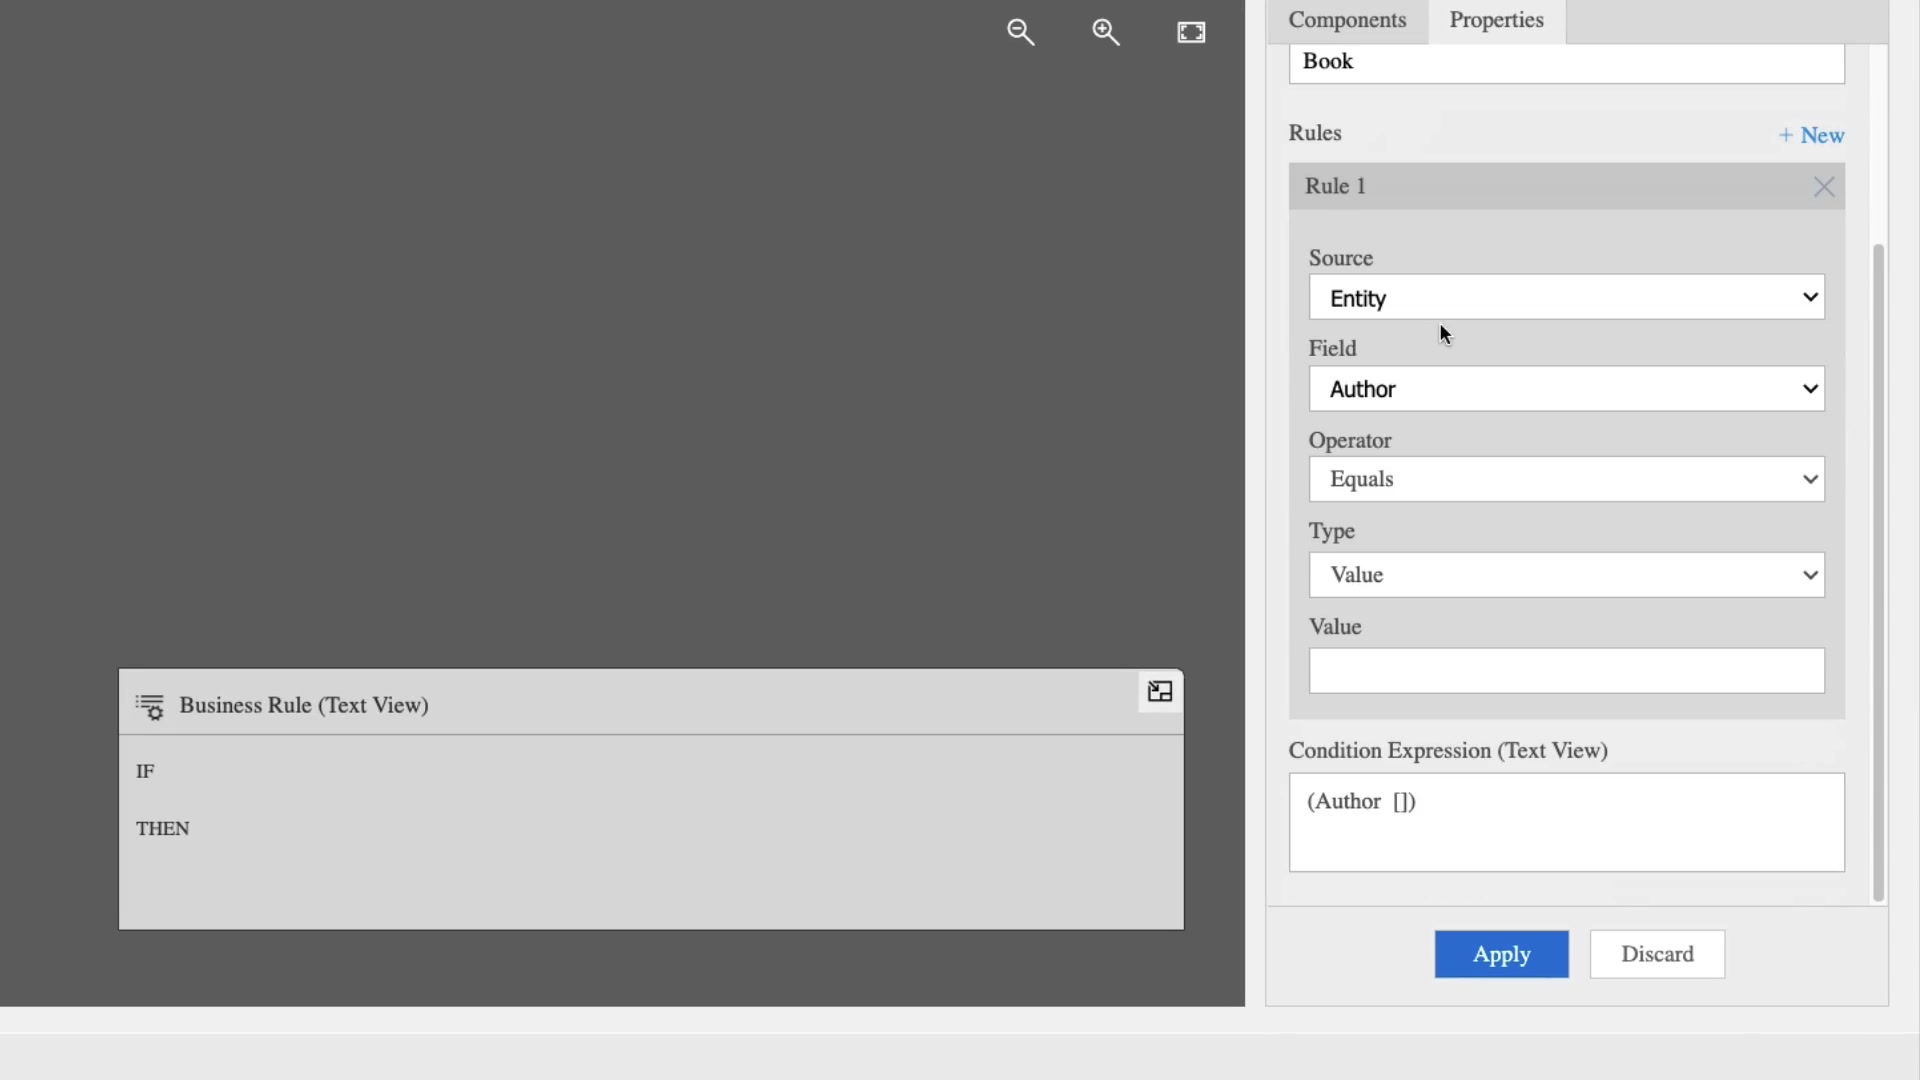 Components Properties
Book
Rules + New
Rule 1
Source
Entity
Field
Author
Operator
Equals
Type
Value
Value
Condition Expression (Text View)
(Author [])
Apply Discard
Business Rule (Text View)
IF
THEN